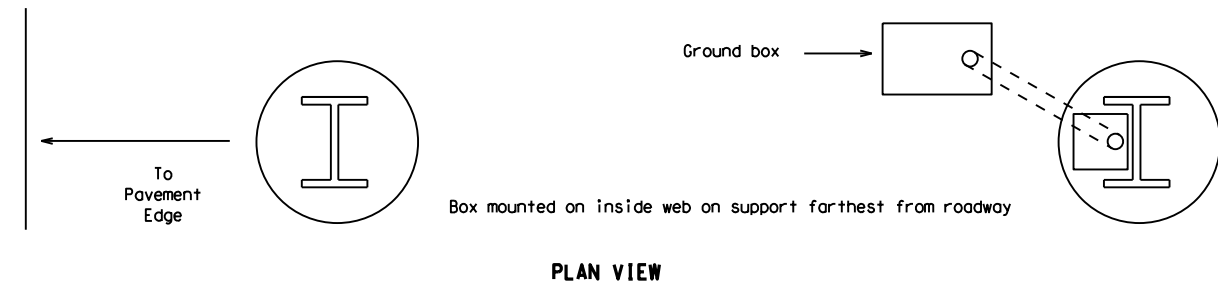 Ground box
To
Pavement
Edge
Box mounted on inside web on support farthest from roadway
PLAN VIEW